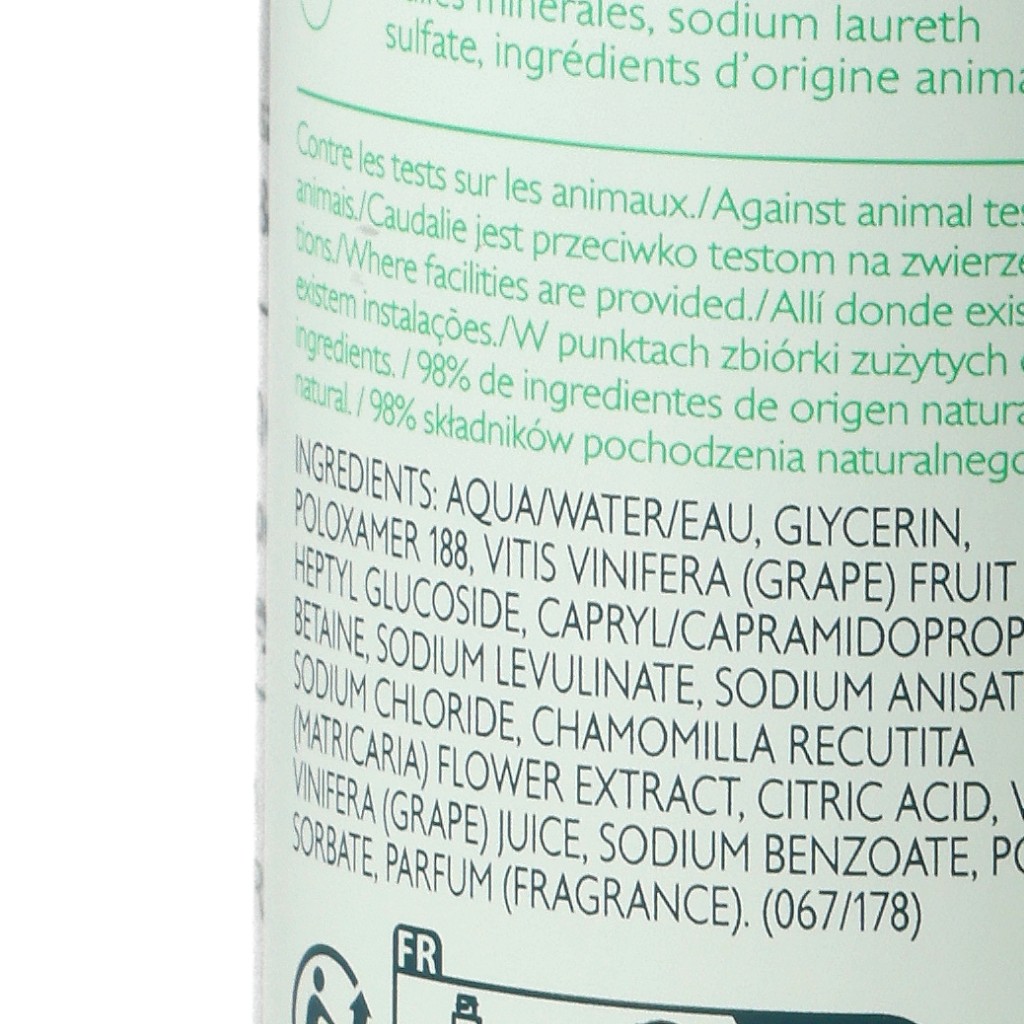 minérales, sodium laureth
sulfate, ingrédients d'origine anima
Contre les tests sur les animaux./Against animal tes
animais./Caudalie jest przeciwko testom na zwierzę
tions./Where facilities are provided./Allí donde exis
existem instalações./W punktach zbiórki zużytych
ingredients. / 98% de ingredientes de origen natura
natural. / 98% składników pochodzenia naturalnego
INGREDIENTS: AQUA/WATER/EAU, GLYCERIN,
POLOXAMER 188, VITIS VINIFERA (GRAPE) FRUIT
HEPTYL GLUCOSIDE, CAPRYL/CAPRAMIDOPROP
BETAINE, SODIUM LEVULINATE, SODIUM ANISAT
SODIUM CHLORIDE, CHAMOMILLA RECUTITA
(MATRICARIA) FLOWER EXTRACT, CITRIC ACID, V
VINIFERA (GRAPE) JUICE, SODIUM BENZOATE, PO
SORBATE, PARFUM (FRAGRANCE). (067/178)
FR